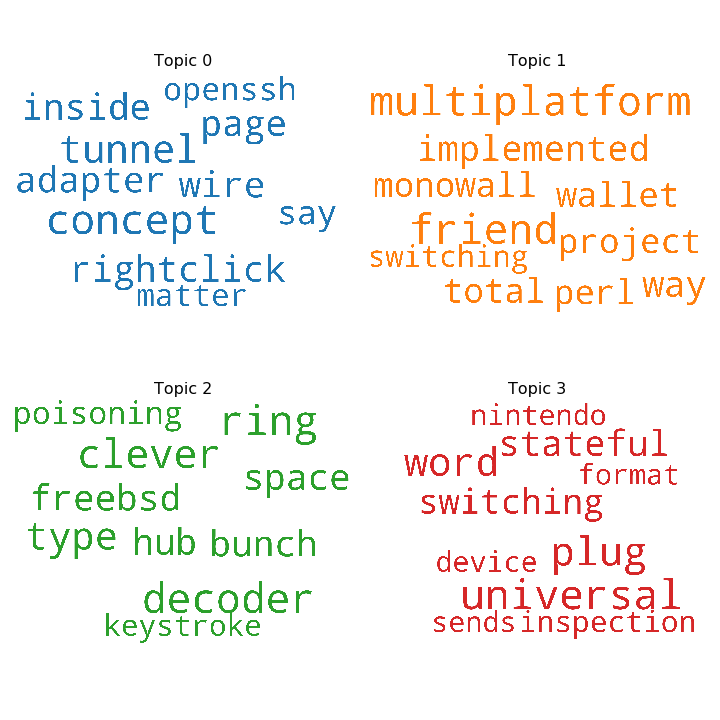 Topic 0
openssh
inside
page
tunnel
adapter wire
say
concept
rightclick
matter
Topic 1
multiplatform
implemented
monowall
wallet
friend
project
switching
total perl way
Topic 2
poisoning
ring
clever
space
freebsd
type hub bunch
decoder
keystroke
Topic 3
nintendo
stateful
word
format
switching
plug
device
universal
sends inspection